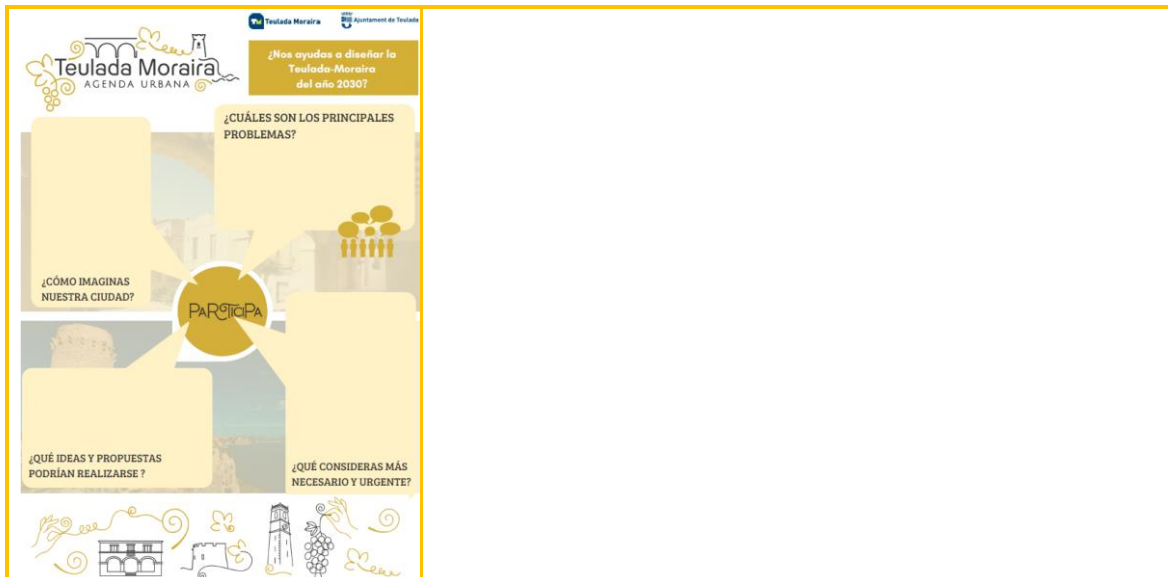 Teulada Moraira
Ajuntament de Teulada
Teulada Moraira
AGENDA URBANA
¿Nos ayudas a diseñar la
Teulada-Moraira
del año 2030?
¿CUÁLES SON LOS PRINCIPALES
PROBLEMAS?
¿CÓMO IMAGINAS
NUESTRA CIUDAD?
PaRTiCiPa
¿QUÉ IDEAS Y PROPUESTAS
PODRÍAN REALIZARSE ?
¿QUÉ CONSIDERAS MÁS
NECESARIO Y URGENTE?